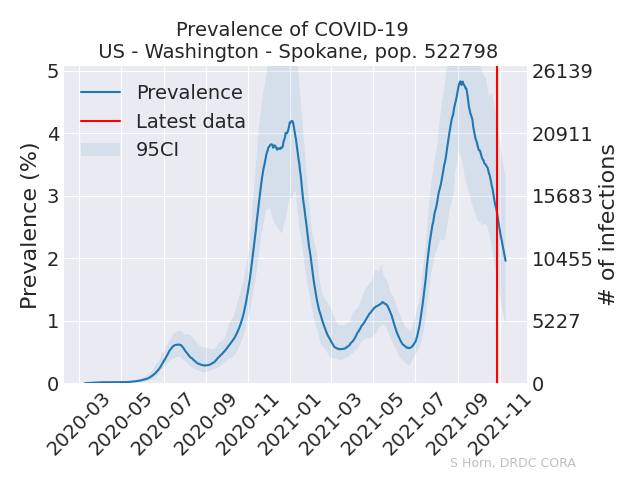 Prevalence of COVID-19
US - Washington - Spokane, pop. 522798
Prevalence
Latest data
95CI
Prevalence (%)
5
4
3
2
1
0
26139
20911
15683
10455
5227
0
# of infections
2020-03
2020-05
2020-07
2020-09
2020-11
2021-01
2021-03
2021-05
2021-07
2021-09
2021-11
S Horn, DRDC CORA